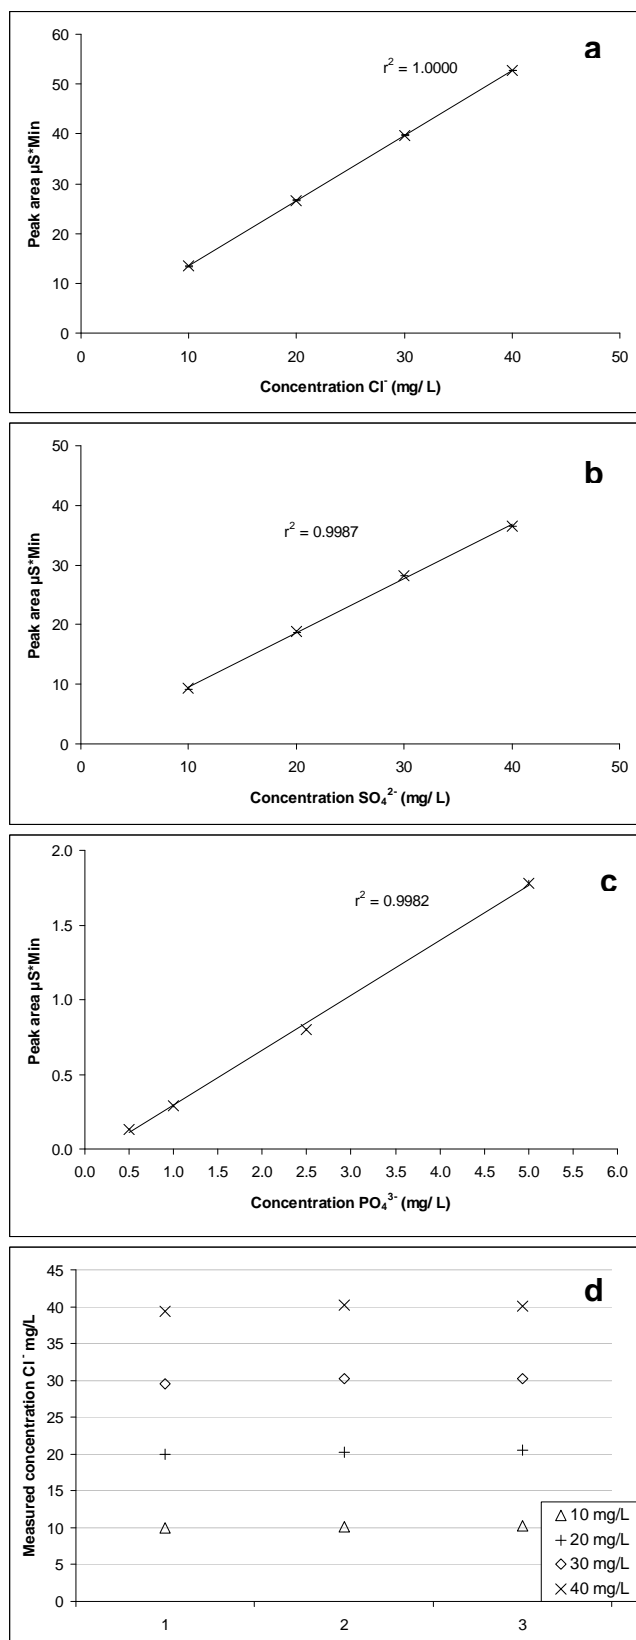 a
r² = 1.0000
Peak area µS*Min
60
50
40
30
20
10
0
0 10 20 30 40 50
Concentration Cl⁻ (mg/ L)
b
r² = 0.9987
Peak area µS*Min
50
40
30
20
10
0
0 10 20 30 40 50
Concentration SO₄²⁻ (mg/ L)
c
r² = 0.9982
Peak area µS*Min
2.0
1.5
1.0
0.5
0.0
0.0 0.5 1.0 1.5 2.0 2.5 3.0 3.5 4.0 4.5 5.0 5.5 6.0
Concentration PO₄³⁻ (mg/ L)
d
Measured concentration Cl⁻ mg/L
45
40
35
30
25
20
15
10
5
0
1 2 3
10 mg/L
20 mg/L
30 mg/L
40 mg/L